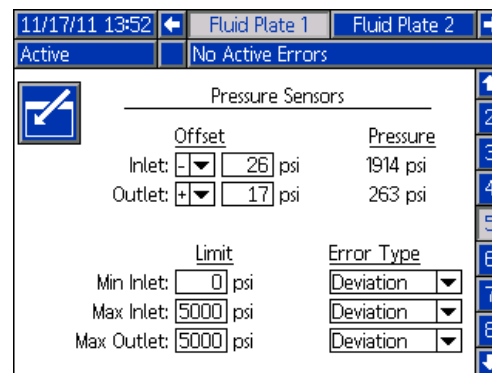 11/17/11 13:52 Fluid Plate 1 Fluid Plate 2
Active No Active Errors
Pressure Sensors
Offset Pressure
Inlet: - 26 psi 1914 psi
Outlet: + 17 psi 263 psi
Limit Error Type
Min Inlet: 0 psi Deviation
Max Inlet: 5000 psi Deviation
Max Outlet: 5000 psi Deviation
2
3
4
5
6
7
8